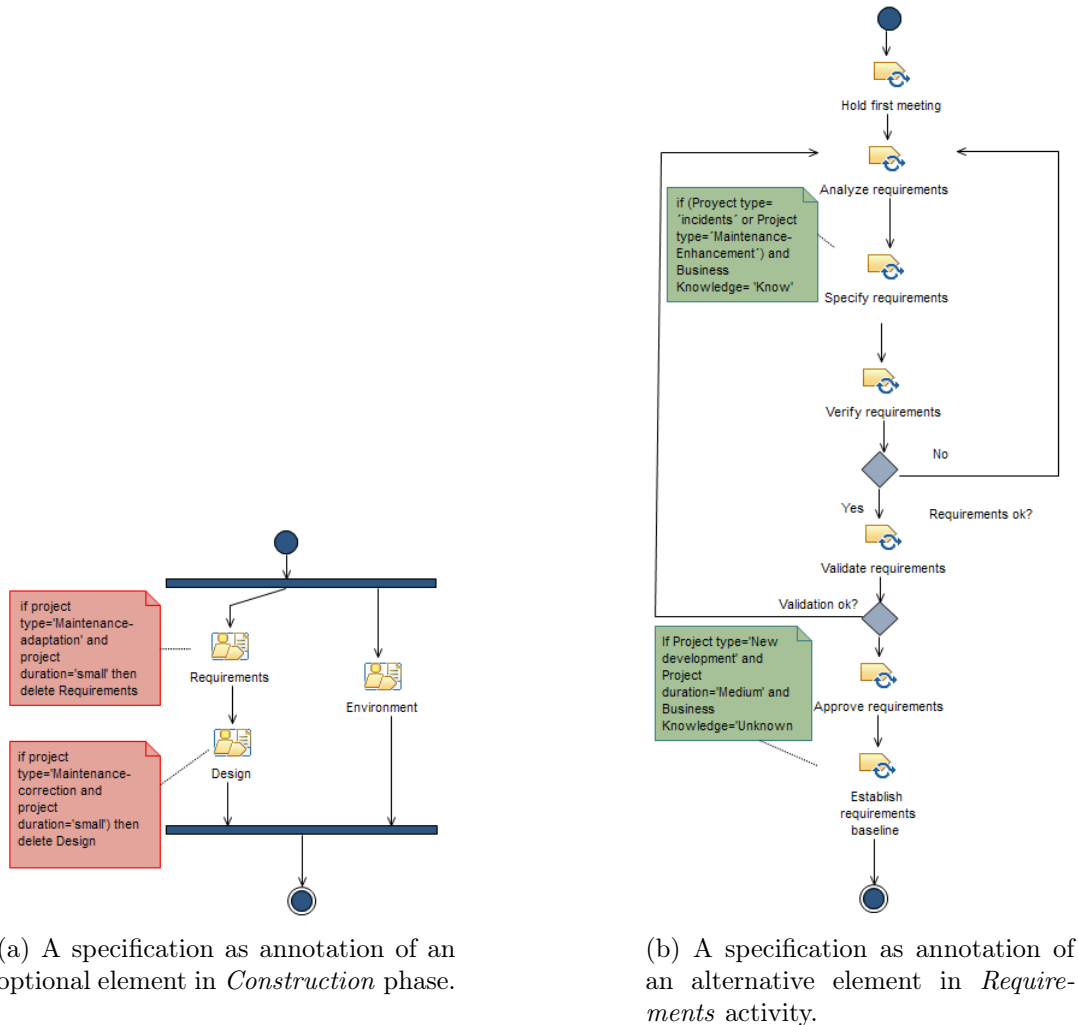 if project
type='Maintenance-
adaptation' and
project
duration='small' then
delete Requirements
Requirements
Environment
Design
if project
type='Maintenance-
correction and
project
duration='small') then
delete Design
(a) A specification as annotation of an
optional element in Construction phase.
Hold first meeting
Analyze requirements
if (Proyect type=
´incidents´ or Project
type=´Maintenance-
Enhancement´) and
Business
Knowledge= 'Know'
Specify requirements
Verify requirements
No
Yes
Requirements ok?
Validate requirements
Validation ok?
If Project type='New
development' and
Project
duration='Medium' and
Business
Knowledge='Unknown
Approve requirements
Establish
requirements
baseline
(b) A specification as annotation of
an alternative element in Require-
ments activity.